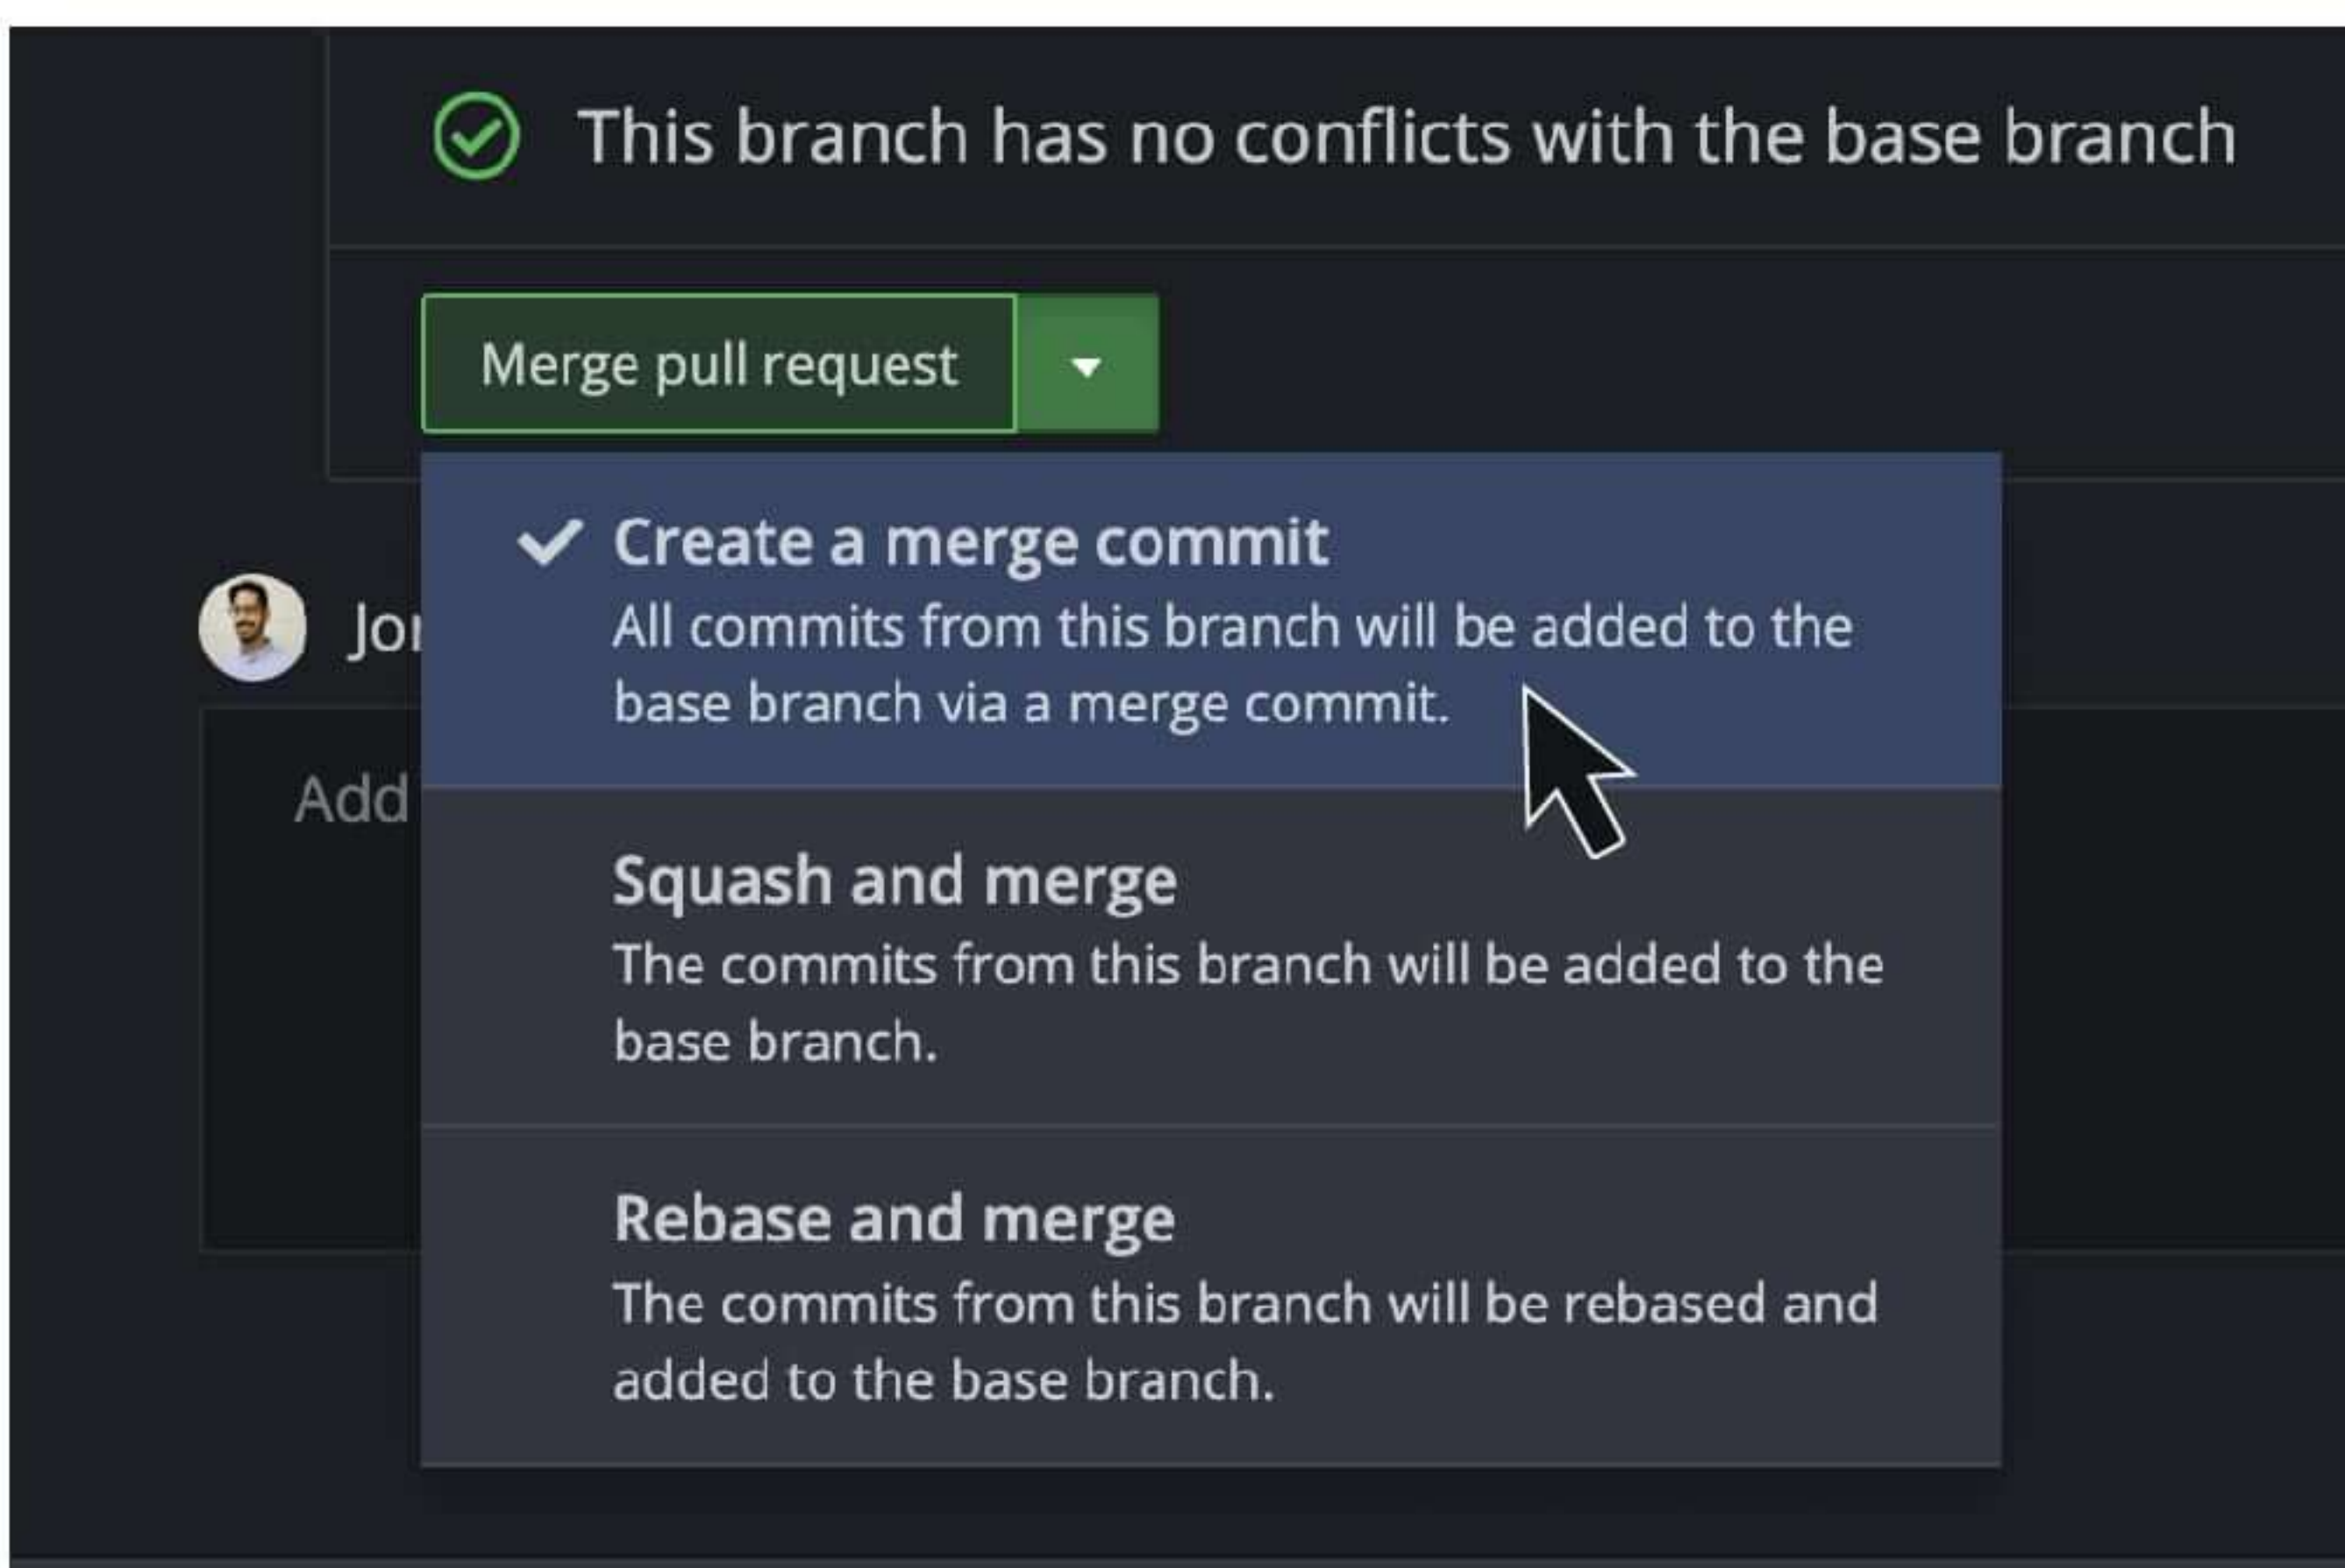 This branch has no conflicts with the base branch
Merge pull request
Create a merge commit
All commits from this branch will be added to the
base branch via a merge commit.
Jor
Add
Squash and merge
The commits from this branch will be added to the
base branch.
Rebase and merge
The commits from this branch will be rebased and
added to the base branch.